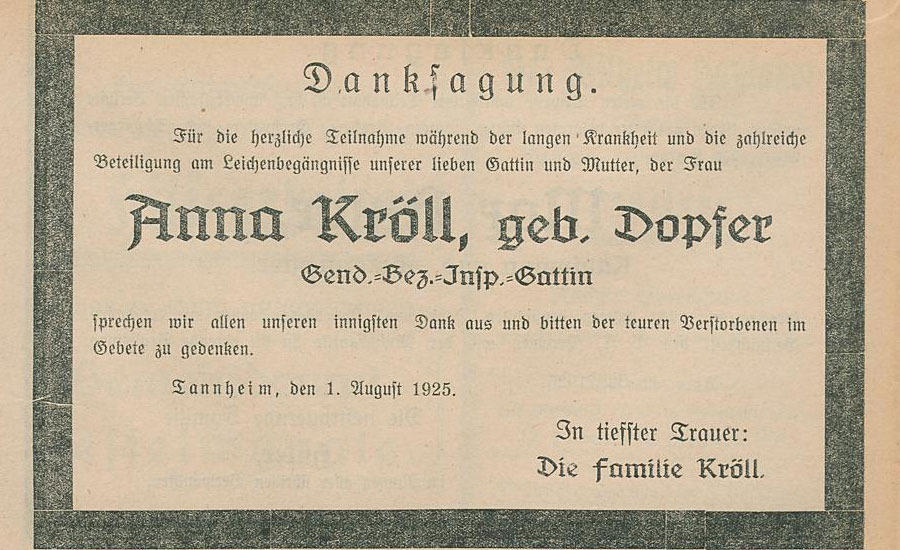 Dankſagung.
Für die herzliche Teilnahme während der langen Krankheit und die zahlreiche
Beteiligung am Leichenbegängniſſe unſerer lieben Gattin und Mutter, der Frau
Anna Kröll, geb. Dopfer
Gend.=Bez.=Inſp.=Gattin
ſprechen wir allen unſeren innigſten Dank aus und bitten der teuren Verſtorbenen im
Gebete zu gedenken.
Tannheim, den 1. Auguſt 1925.
In tiefſter Trauer:
Die Familie Kröll.